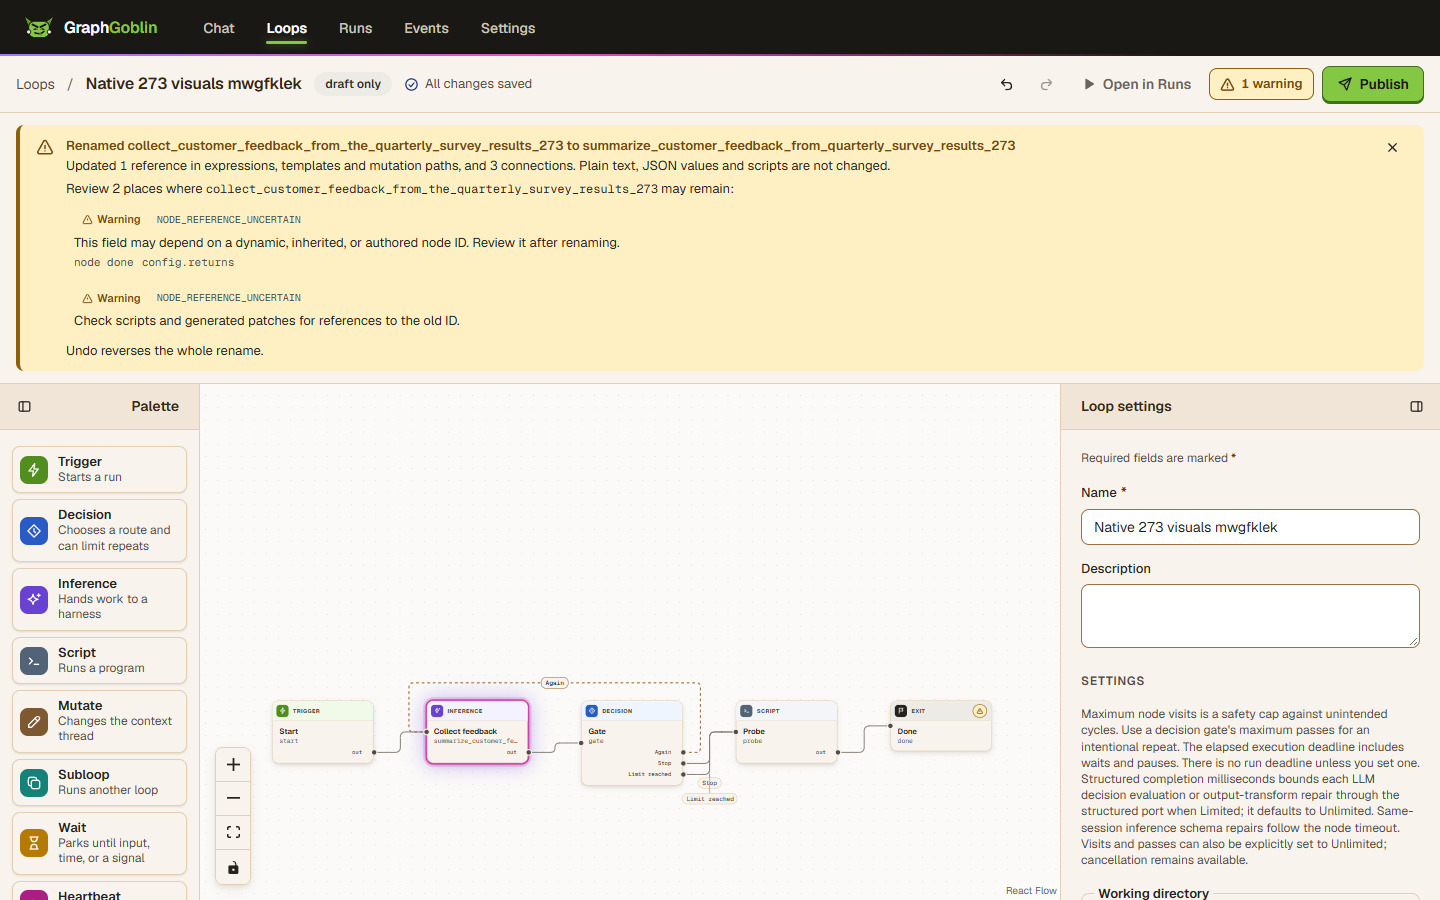 GraphGoblin
Chat
Loops
Runs
Events
Settings
Loops / Native 273 visuals mwgfklek
draft only
All changes saved
Open in Runs
1 warning
Publish
Renamed collect_customer_feedback_from_the_quarterly_survey_results_273 to summarize_customer_feedback_from_quarterly_survey_results_273
Updated 1 reference in expressions, templates and mutation paths, and 3 connections. Plain text, JSON values and scripts are not changed.
Review 2 places where collect_customer_feedback_from_the_quarterly_survey_results_273 may remain:
Warning NODE_REFERENCE_UNCERTAIN
This field may depend on a dynamic, inherited, or authored node ID. Review it after renaming.
node done config.returns
Warning NODE_REFERENCE_UNCERTAIN
Check scripts and generated patches for references to the old ID.
Undo reverses the whole rename.
Palette
Trigger
Starts a run
Decision
Chooses a route and
can limit repeats
Inference
Hands work to a
harness
Script
Runs a program
Mutate
Changes the context
thread
Subloop
Runs another loop
Wait
Parks until input,
time, or a signal
Heartbeat
Again
TRIGGER
Start
start
out
INFERENCE
Collect feedback
summarize_customer_fe…
out
DECISION
Gate
gate
Again
Stop
Limit reached
Stop
Limit reached
SCRIPT
Probe
probe
out
EXIT
Done
done
React Flow
Loop settings
Required fields are marked *
Name *
Native 273 visuals mwgfklek
Description
SETTINGS
Maximum node visits is a safety cap against unintended
cycles. Use a decision gate's maximum passes for an
intentional repeat. The elapsed execution deadline includes
waits and pauses. There is no run deadline unless you set one.
Structured completion milliseconds bounds each LLM
decision evaluation or output-transform repair through the
structured port when Limited; it defaults to Unlimited. Same-
session inference schema repairs follow the node timeout.
Visits and passes can also be explicitly set to Unlimited;
cancellation remains available.
Working directory